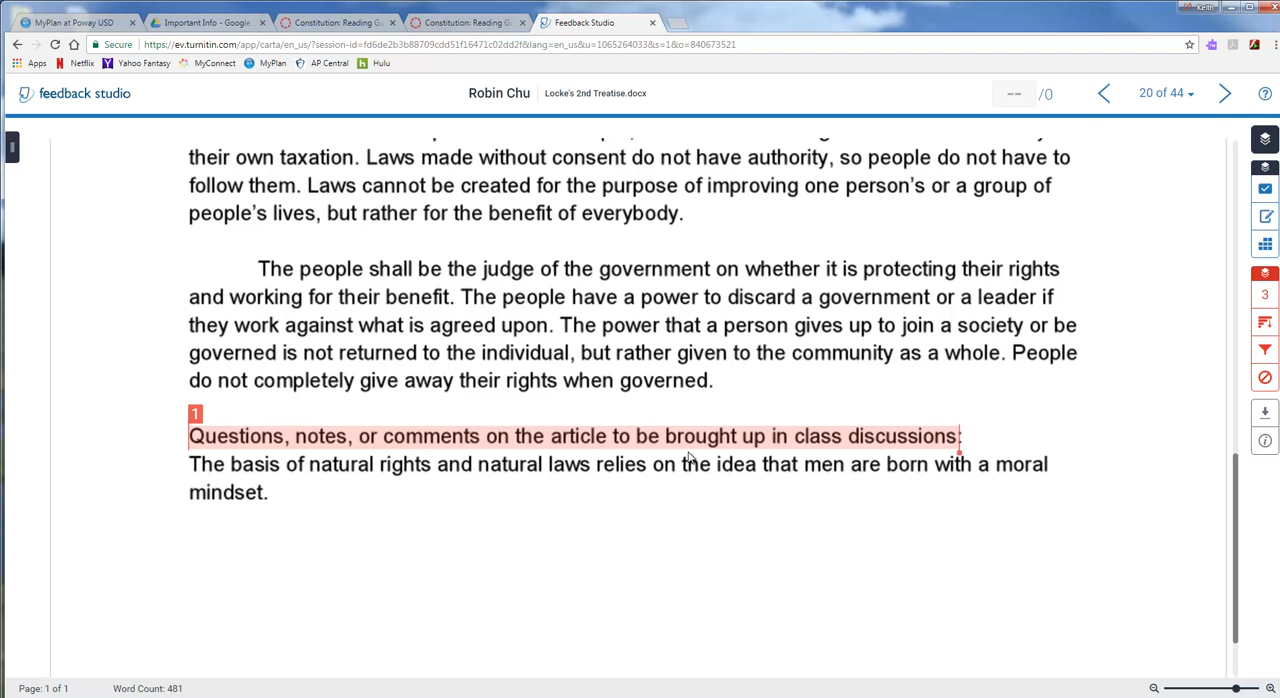 Keith
MyPlan at Poway USD
Important Info - Google
Constitution: Reading G
Constitution: Reading G
Feedback Studio
Secure
https://ev.turnitin.com/app/carta/en_us/?session-id=fd6de2b3b88709cdd51f16471c02dd2f&lang=en_us&u=1065264033&s=1&o=840673521
Apps Netflix Yahoo Fantasy MyConnect MyPlan AP Central Hulu
feedback studio
Robin Chu
Locke's 2nd Treatise.docx
-- /0
20 of 44
their own taxation. Laws made without consent do not have authority, so people do not have to
follow them. Laws cannot be created for the purpose of improving one person's or a group of
people's lives, but rather for the benefit of everybody.
The people shall be the judge of the government on whether it is protecting their rights
and working for their benefit. The people have a power to discard a government or a leader if
they work against what is agreed upon. The power that a person gives up to join a society or be
governed is not returned to the individual, but rather given to the community as a whole. People
do not completely give away their rights when governed.
1
Questions, notes, or comments on the article to be brought up in class discussions:
The basis of natural rights and natural laws relies on the idea that men are born with a moral
mindset.
3
Page: 1 of 1
Word Count: 481